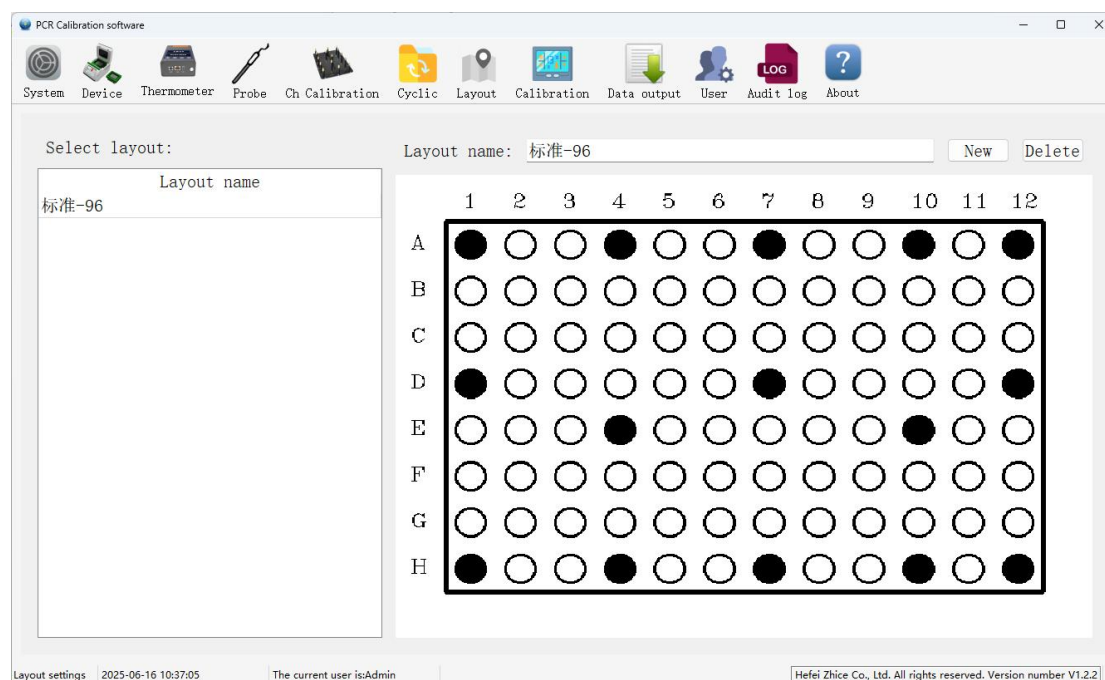 PCR Calibration software
System Device Thermometer Probe Ch Calibration Cyclic Layout Calibration Data output User Audit log About
LOG
?
Select layout:
Layout name
标准-96
Layout name: 标准-96 New Delete
1 2 3 4 5 6 7 8 9 10 11 12
A
B
C
D
E
F
G
H
Layout settings 2025-06-16 10:37:05 The current user is:Admin Hefei Zhice Co., Ltd. All rights reserved. Version number V1.2.2